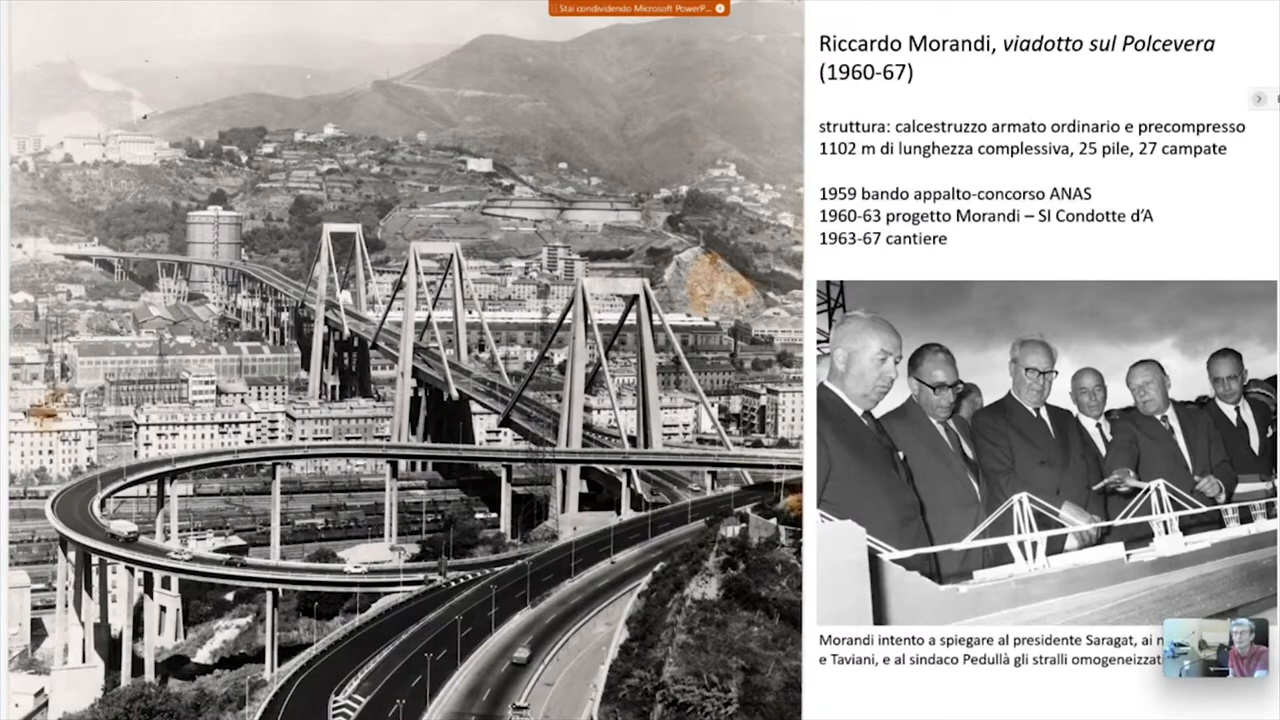 Stai condividendo Microsoft PowerP...
Riccardo Morandi, viadotto sul Polcevera
(1960-67)
struttura: calcestruzzo armato ordinario e precompresso
1102 m di lunghezza complessiva, 25 pile, 27 campate
1959 bando appalto-concorso ANAS
1960-63 progetto Morandi – SI Condotte d'A
1963-67 cantiere
Morandi intento a spiegare al presidente Saragat, ai
e Taviani, e al sindaco Pedullà gli stralli omogeneizzat